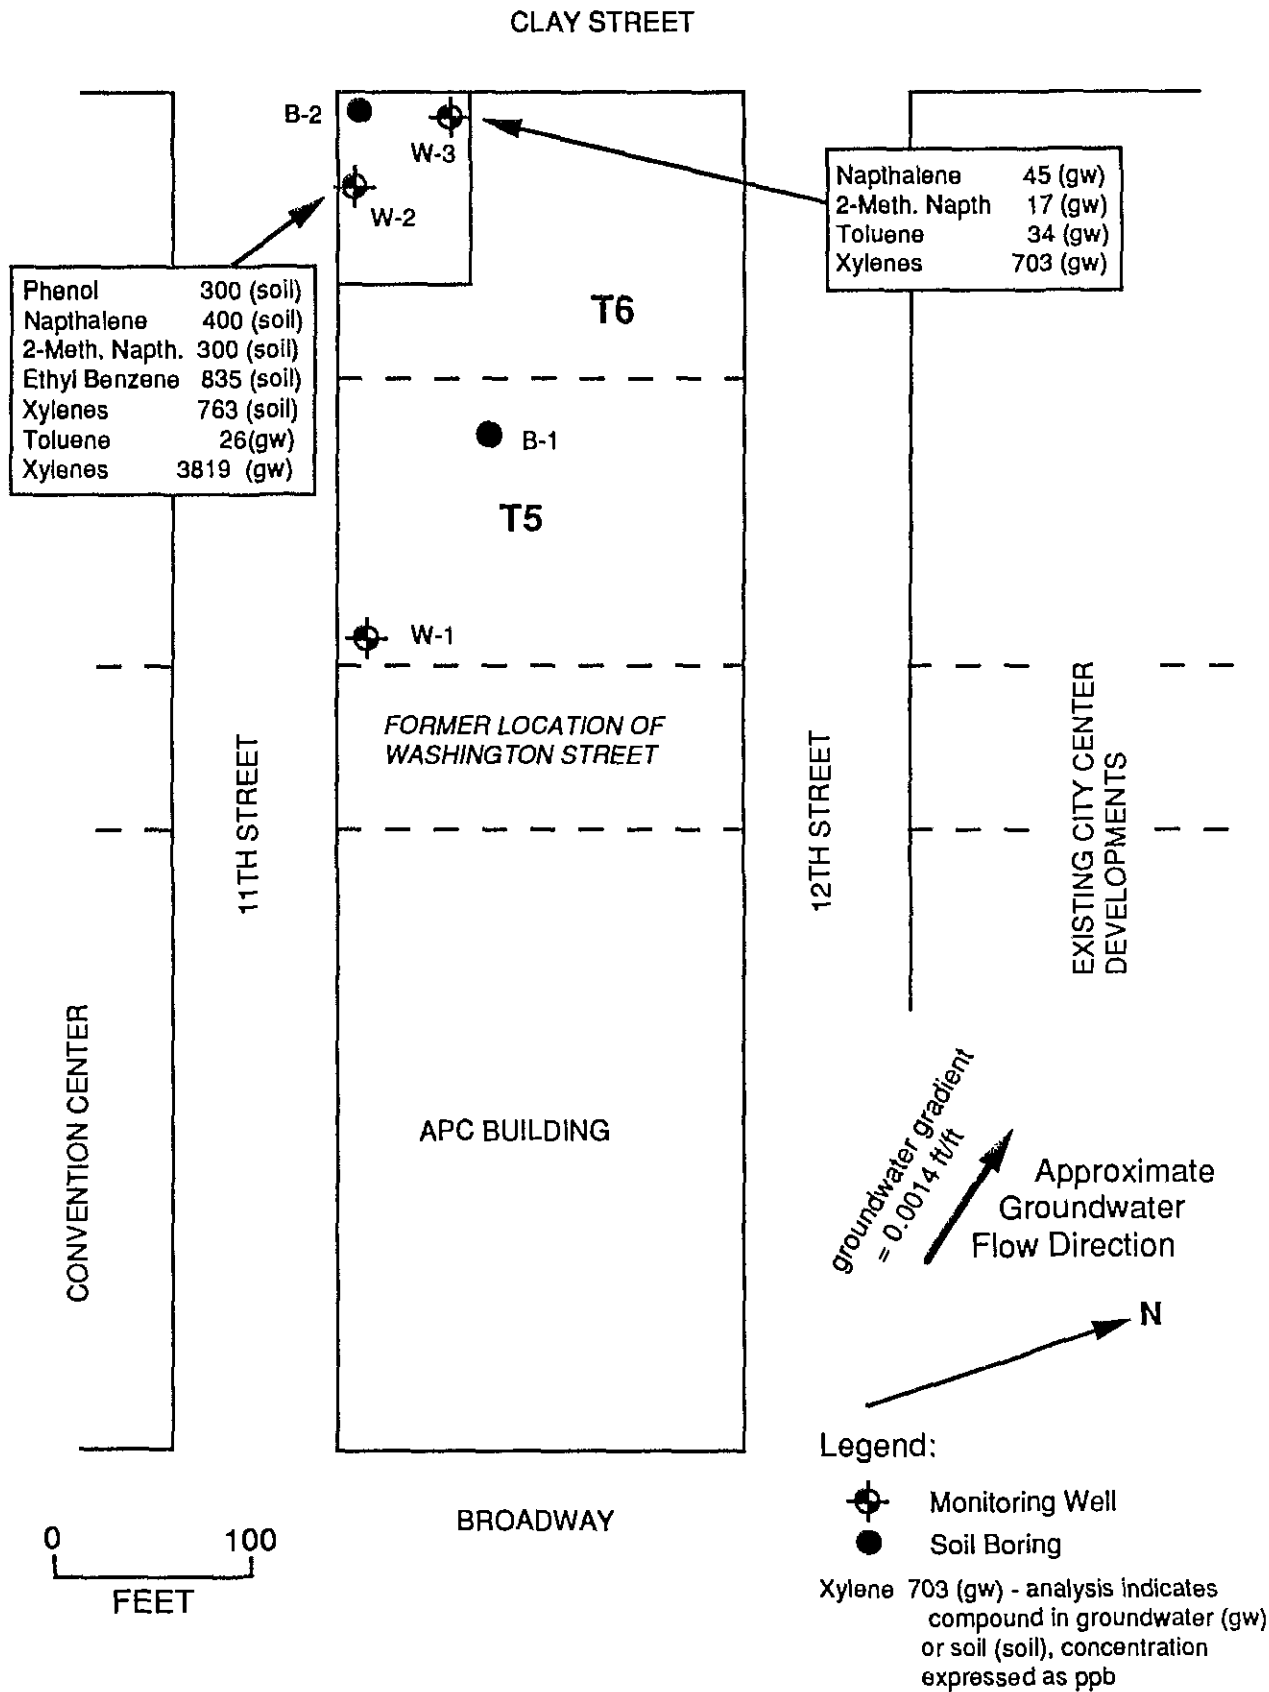 CLAY STREET
B-2
W-3
W-2
Napthalene 45 (gw)
2-Meth. Napth 17 (gw)
Toluene 34 (gw)
Xylenes 703 (gw)
Phenol 300 (soil)
Napthalene 400 (soil)
2-Meth. Napth. 300 (soil)
Ethyl Benzene 835 (soil)
Xylenes 763 (soil)
Toluene 26(gw)
Xylenes 3819 (gw)
T6
B-1
T5
W-1
FORMER LOCATION OF
WASHINGTON STREET
11TH STREET
12TH STREET
EXISTING CITY CENTER
DEVELOPMENTS
CONVENTION CENTER
APC BUILDING
groundwater gradient
= 0.0014 ft/ft
Approximate
Groundwater
Flow Direction
N
Legend:
Monitoring Well
Soil Boring
Xylene 703 (gw) - analysis indicates
compound in groundwater (gw)
or soil (soil), concentration
expressed as ppb
BROADWAY
0 100
FEET